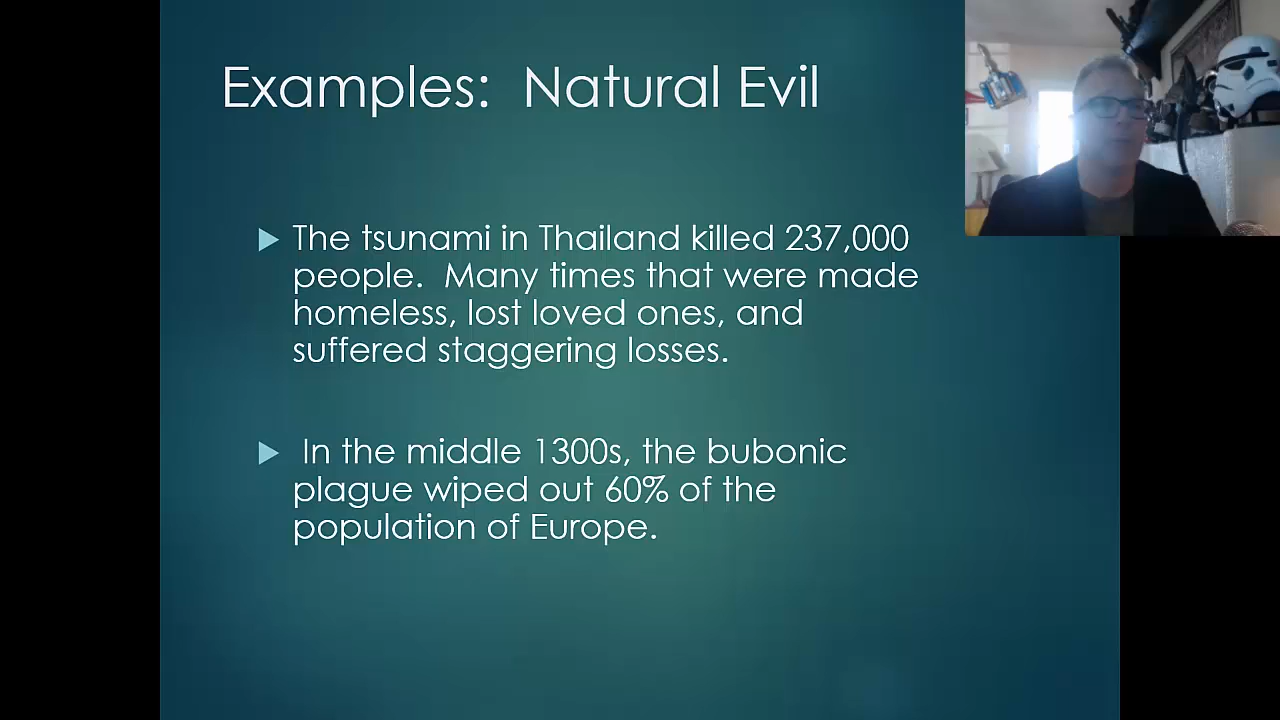 Examples:  Natural Evil
The tsunami in Thailand killed 237,000
people.  Many times that were made
homeless, lost loved ones, and
suffered staggering losses.
In the middle 1300s, the bubonic
plague wiped out 60% of the
population of Europe.